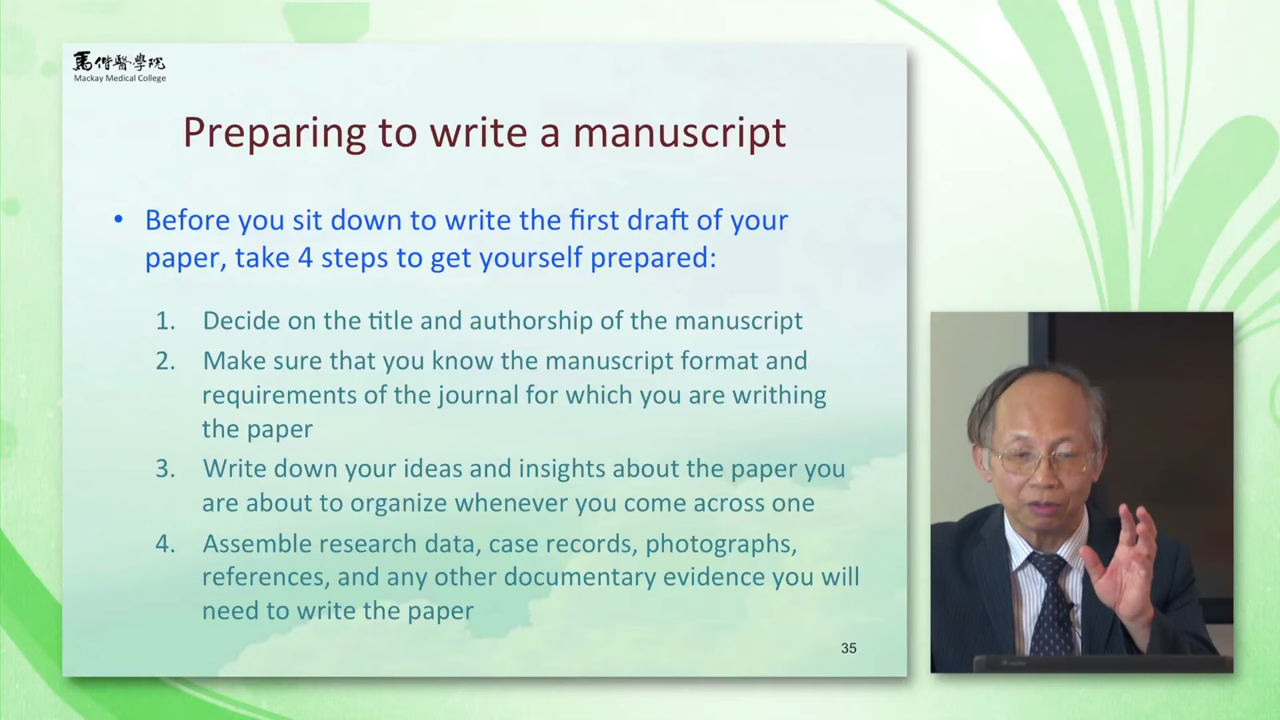 馬偕醫學院
Mackay Medical College
Preparing to write a manuscript
• Before you sit down to write the first draft of your
paper, take 4 steps to get yourself prepared:
1. Decide on the title and authorship of the manuscript
2. Make sure that you know the manuscript format and
requirements of the journal for which you are writhing
the paper
3. Write down your ideas and insights about the paper you
are about to organize whenever you come across one
4. Assemble research data, case records, photographs,
references, and any other documentary evidence you will
need to write the paper
35